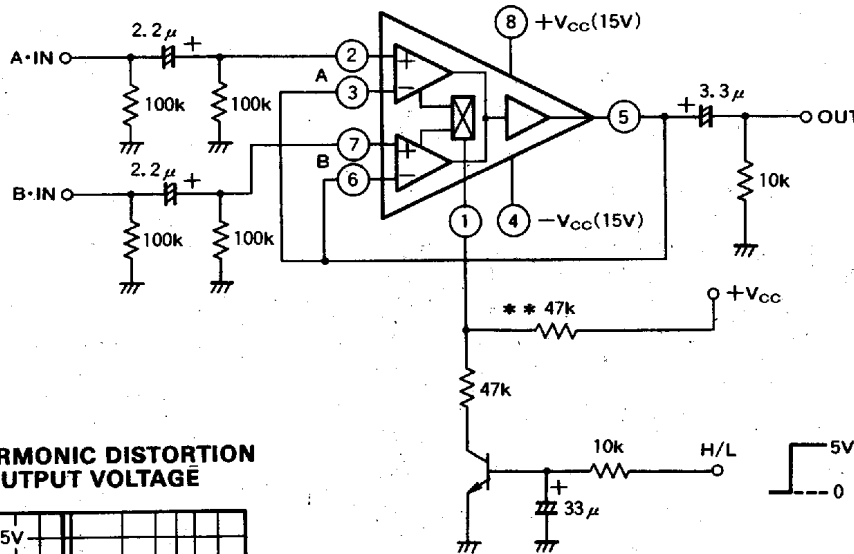 8 +VCC(15V)
2.2μ +
A·IN
2 + A
3 −
100k 100k
3.3μ +
5
OUT
7 + B
6 −
2.2μ +
B·IN
10k
1
4 −VCC(15V)
100k 100k
+VCC
** 47k
47k
RMONIC DISTORTION
UTPUT VOLTAGE
10k H/L
5V
0
+
33μ
5V